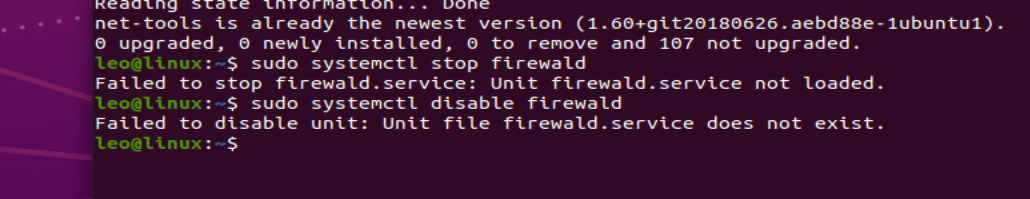 Reading state information... Done
net-tools is already the newest version (1.60+git20180626.aebd88e-1ubuntu1).
0 upgraded, 0 newly installed, 0 to remove and 107 not upgraded.
leo@linux:~$ sudo systemctl stop firewald
Failed to stop firewald.service: Unit firewald.service not loaded.
leo@linux:~$ sudo systemctl disable firewald
Failed to disable unit: Unit file firewald.service does not exist.
leo@linux:~$